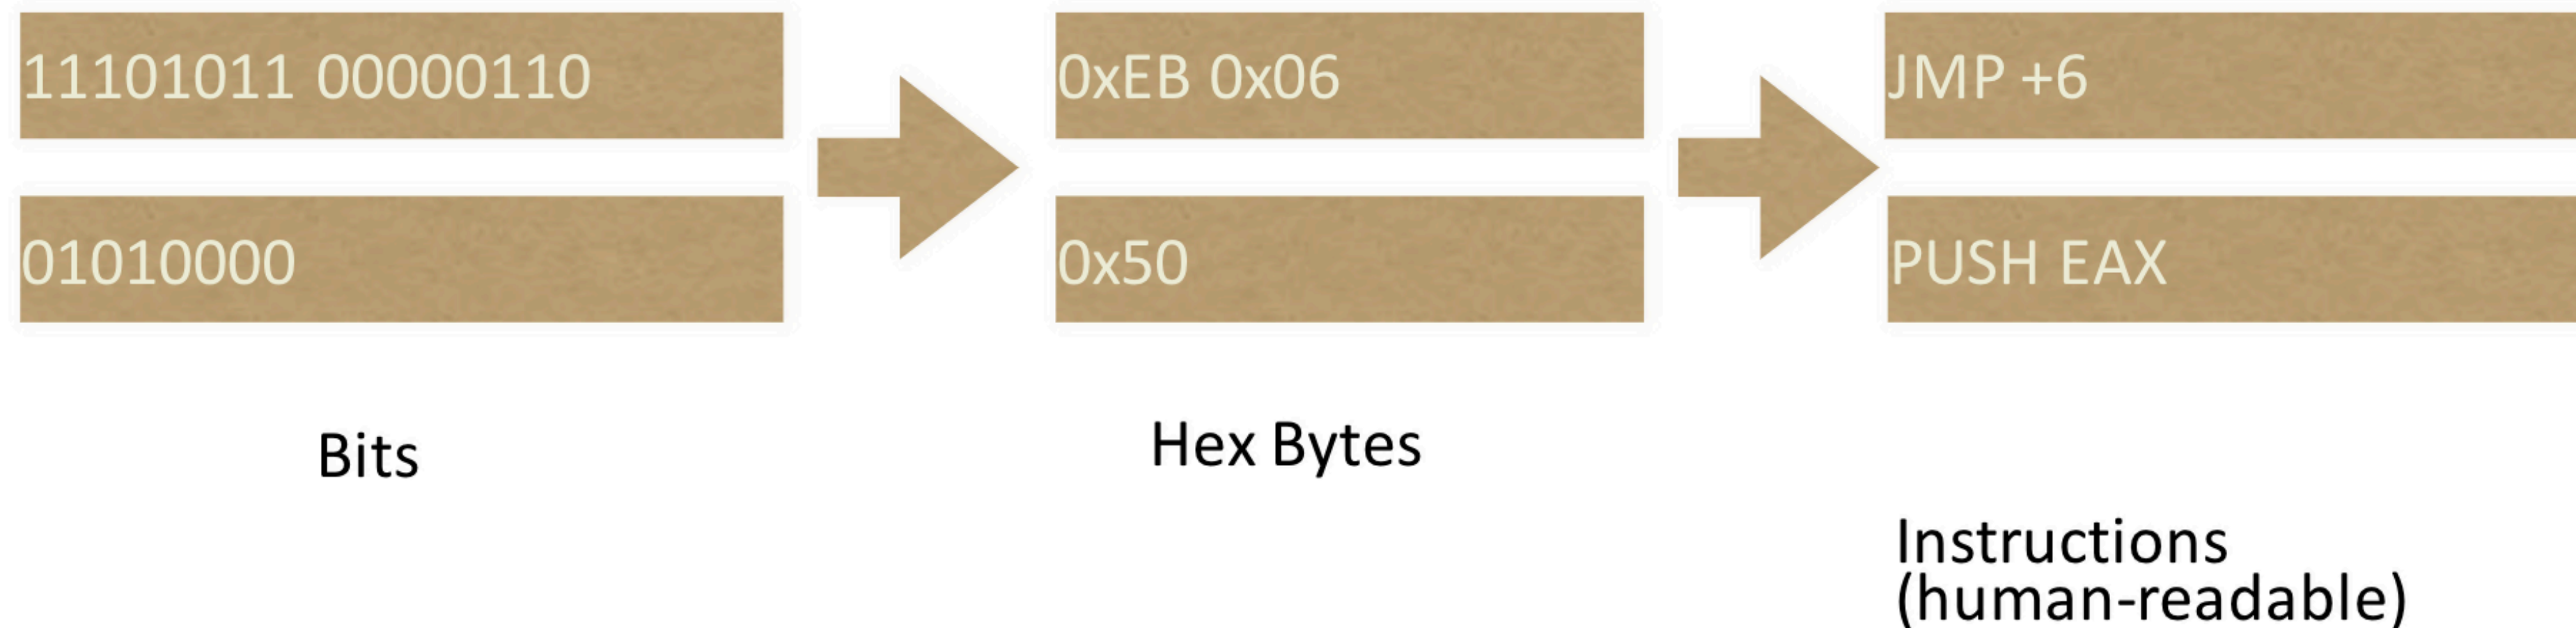 11101011 00000110
0xEB 0x06
JMP +6
01010000
0x50
PUSH EAX
Bits
Hex Bytes
Instructions
(human-readable)